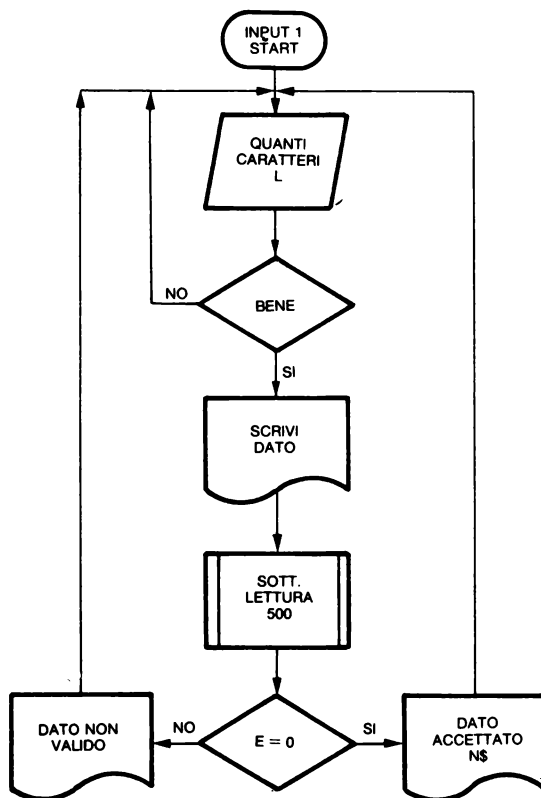 INPUT 1
START
QUANTI
CARATTERI
L
NO
BENE
SI
SCRIVI
DATO
SOTT.
LETTURA
500
DATO NON
VALIDO
NO
E = 0
SI
DATO
ACCETTATO
N$